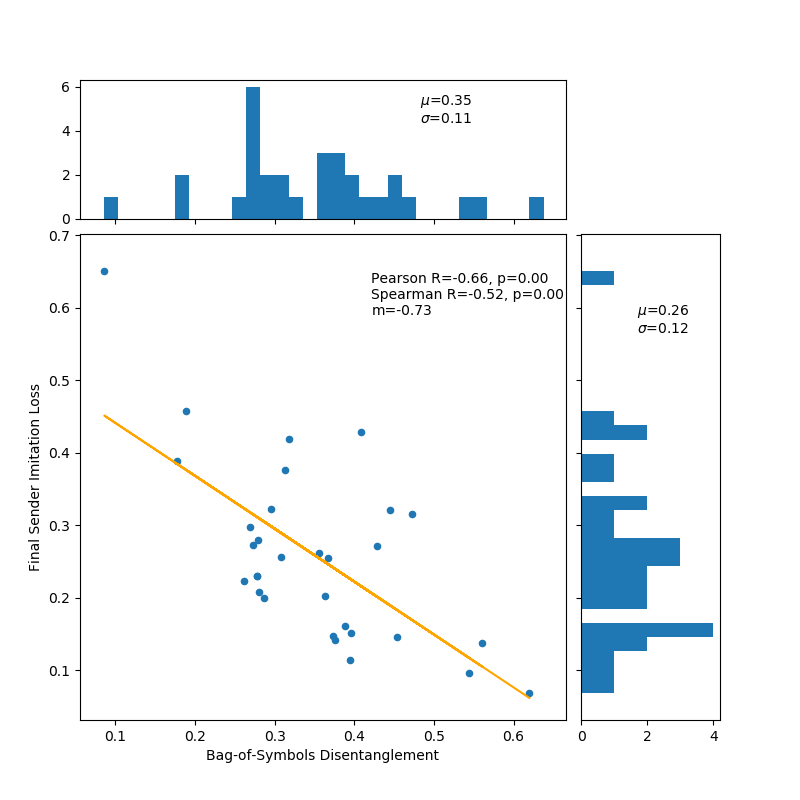 6
4
2
0
μ=0.35
σ=0.11
0.7
0.6
0.5
0.4
0.3
0.2
0.1
Final Sender Imitation Loss
Pearson R=-0.66, p=0.00
Spearman R=-0.52, p=0.00
m=-0.73
μ=0.26
σ=0.12
0.1 0.2 0.3 0.4 0.5 0.6
Bag-of-Symbols Disentanglement
0 2 4